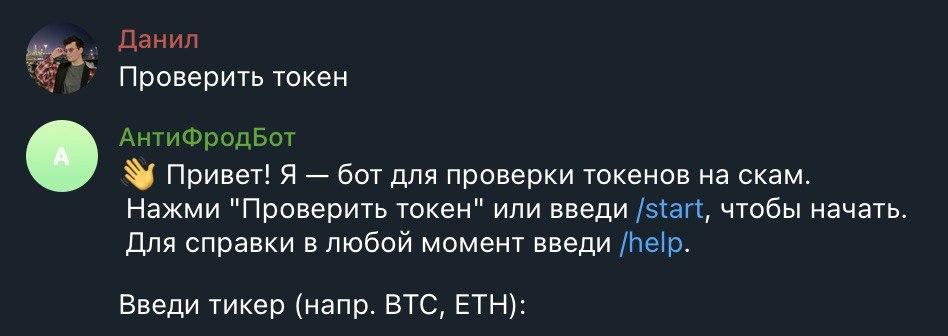 Данил
Проверить токен
АнтиФродБот
A
👋 Привет! Я — бот для проверки токенов на скам.
Нажми "Проверить токен" или введи /start, чтобы начать.
Для справки в любой момент введи /help.
Введи тикер (напр. BTC, ETH):